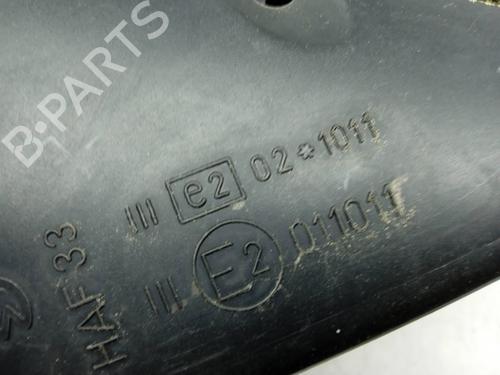 B-PARTS
III e2 02*1011
III E2 011011
HAF33